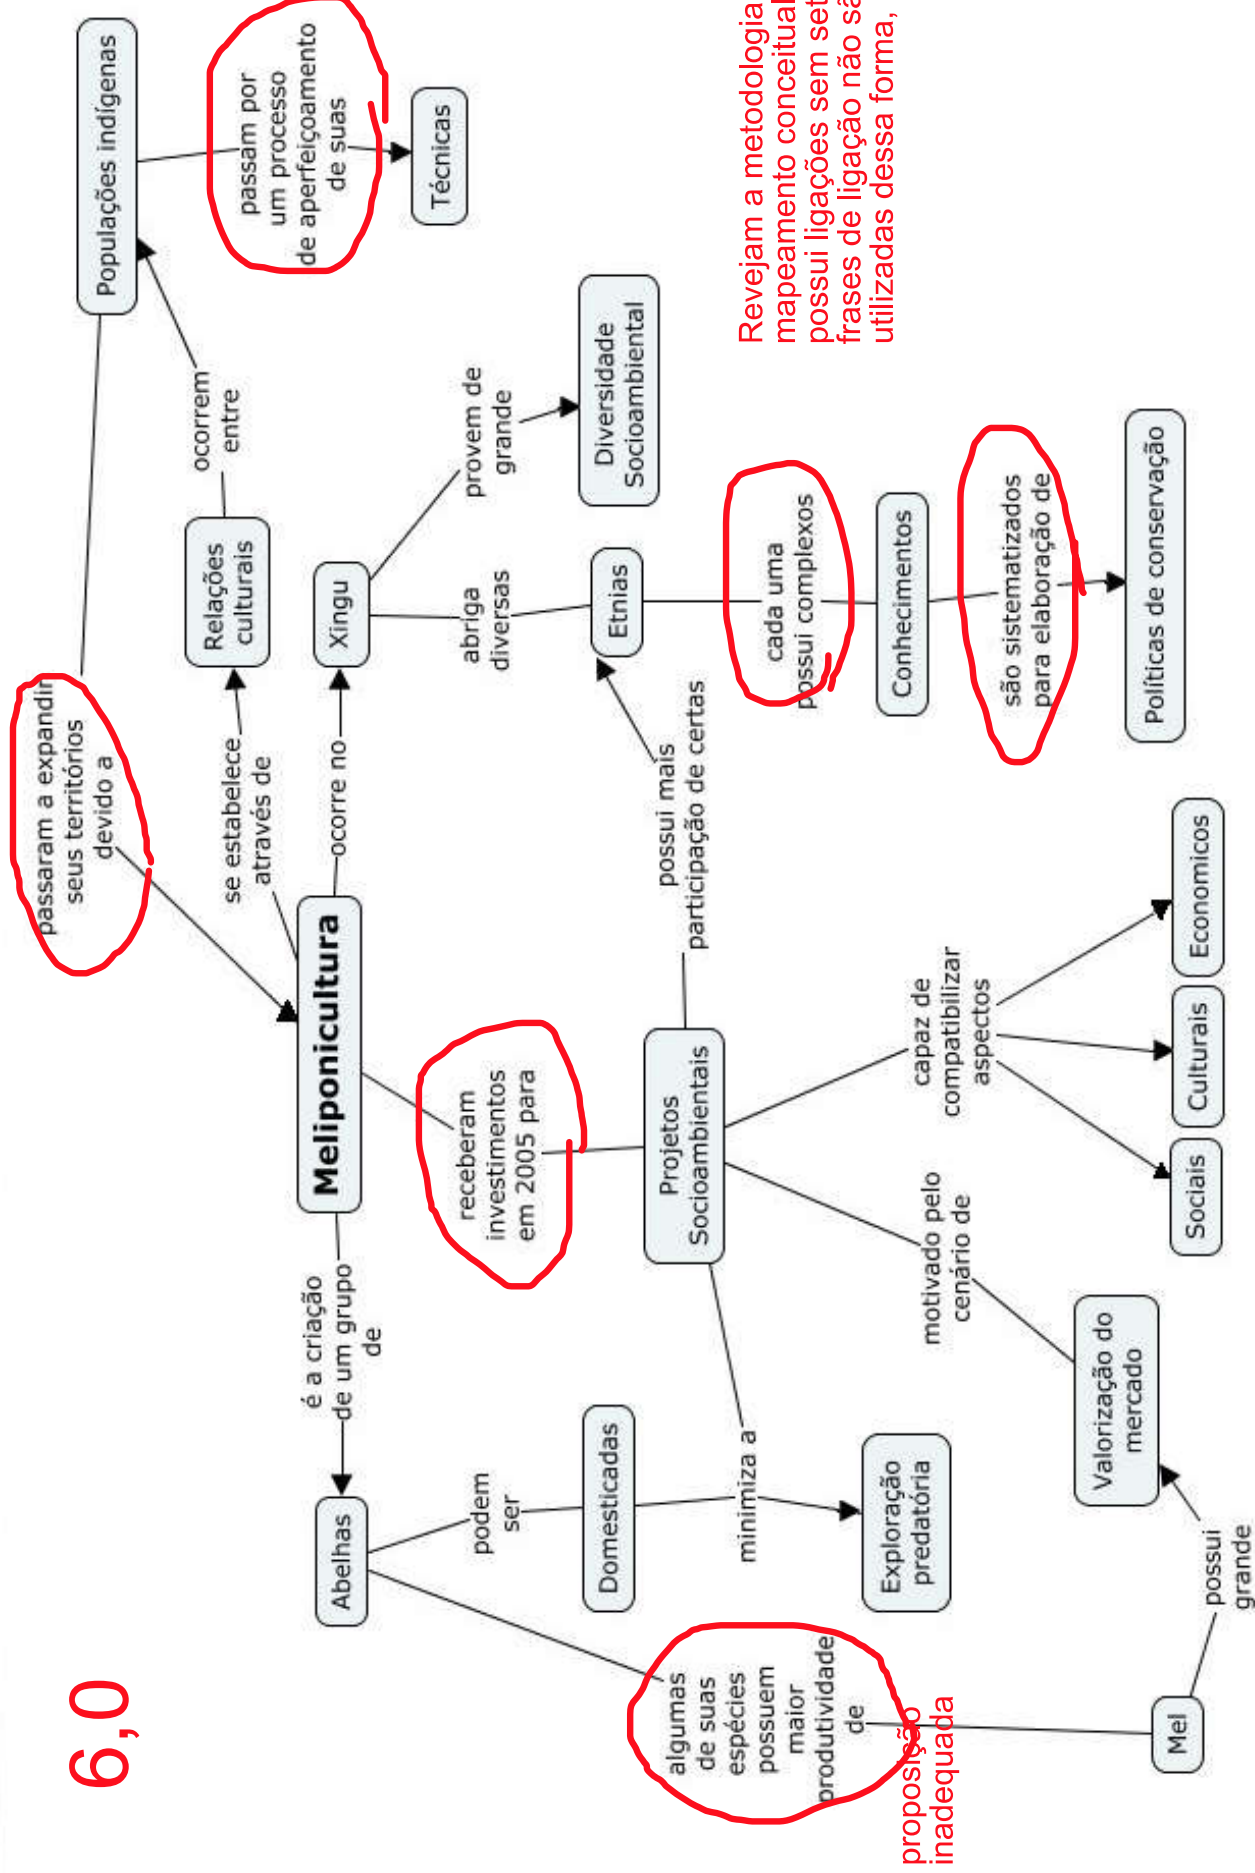 6,0
passaram a expandir
seus territórios
devido a
Populações indígenas
passam por
um processo
de aperfeiçoamento
de suas
Técnicas
ocorrem
entre
Relações
culturais
se estabelece
através de
Meliponicultura
ocorre no
Xingu
provem de
grande
Diversidade
Socioambiental
abriga
diversas
Etnias
cada uma
possui complexos
Conhecimentos
são sistematizados
para elaboração de
Políticas de conservação
é a criação
de um grupo
de
Abelhas
podem
ser
Domesticadas
algumas
de suas
espécies
possuem
maior
produtividade
de
proposição
inadequada
Mel
possui
grande
Valorização do
mercado
receberam
investimentos
em 2005 para
Projetos
Socioambientais
possui mais
participação de certas
minimiza a
Exploração
predatória
motivado pelo
cenário de
capaz de
compatibilizar
aspectos
Sociais
Culturais
Economicos
Revejam a metodologia
mapeamento conceitual
possui ligações sem set
frases de ligação não sã
utilizadas dessa forma,